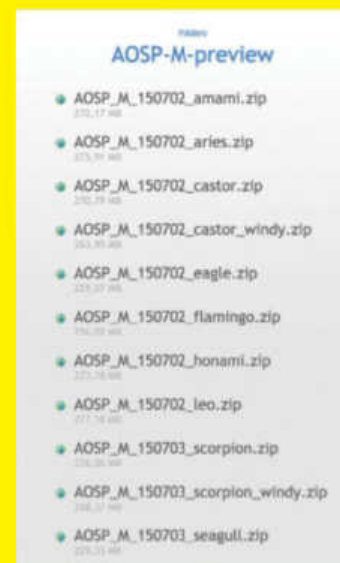 Folders
AOSP-M-preview
AOSP_M_150702_amami.zip
AOSP_M_150702_aries.zip
AOSP_M_150702_castor.zip
AOSP_M_150702_castor_windy.zip
AOSP_M_150702_eagle.zip
AOSP_M_150702_flamingo.zip
AOSP_M_150702_honami.zip
AOSP_M_150702_leo.zip
AOSP_M_150703_scorpion.zip
AOSP_M_150703_scorpion_windy.zip
AOSP_M_150703_seagull.zip